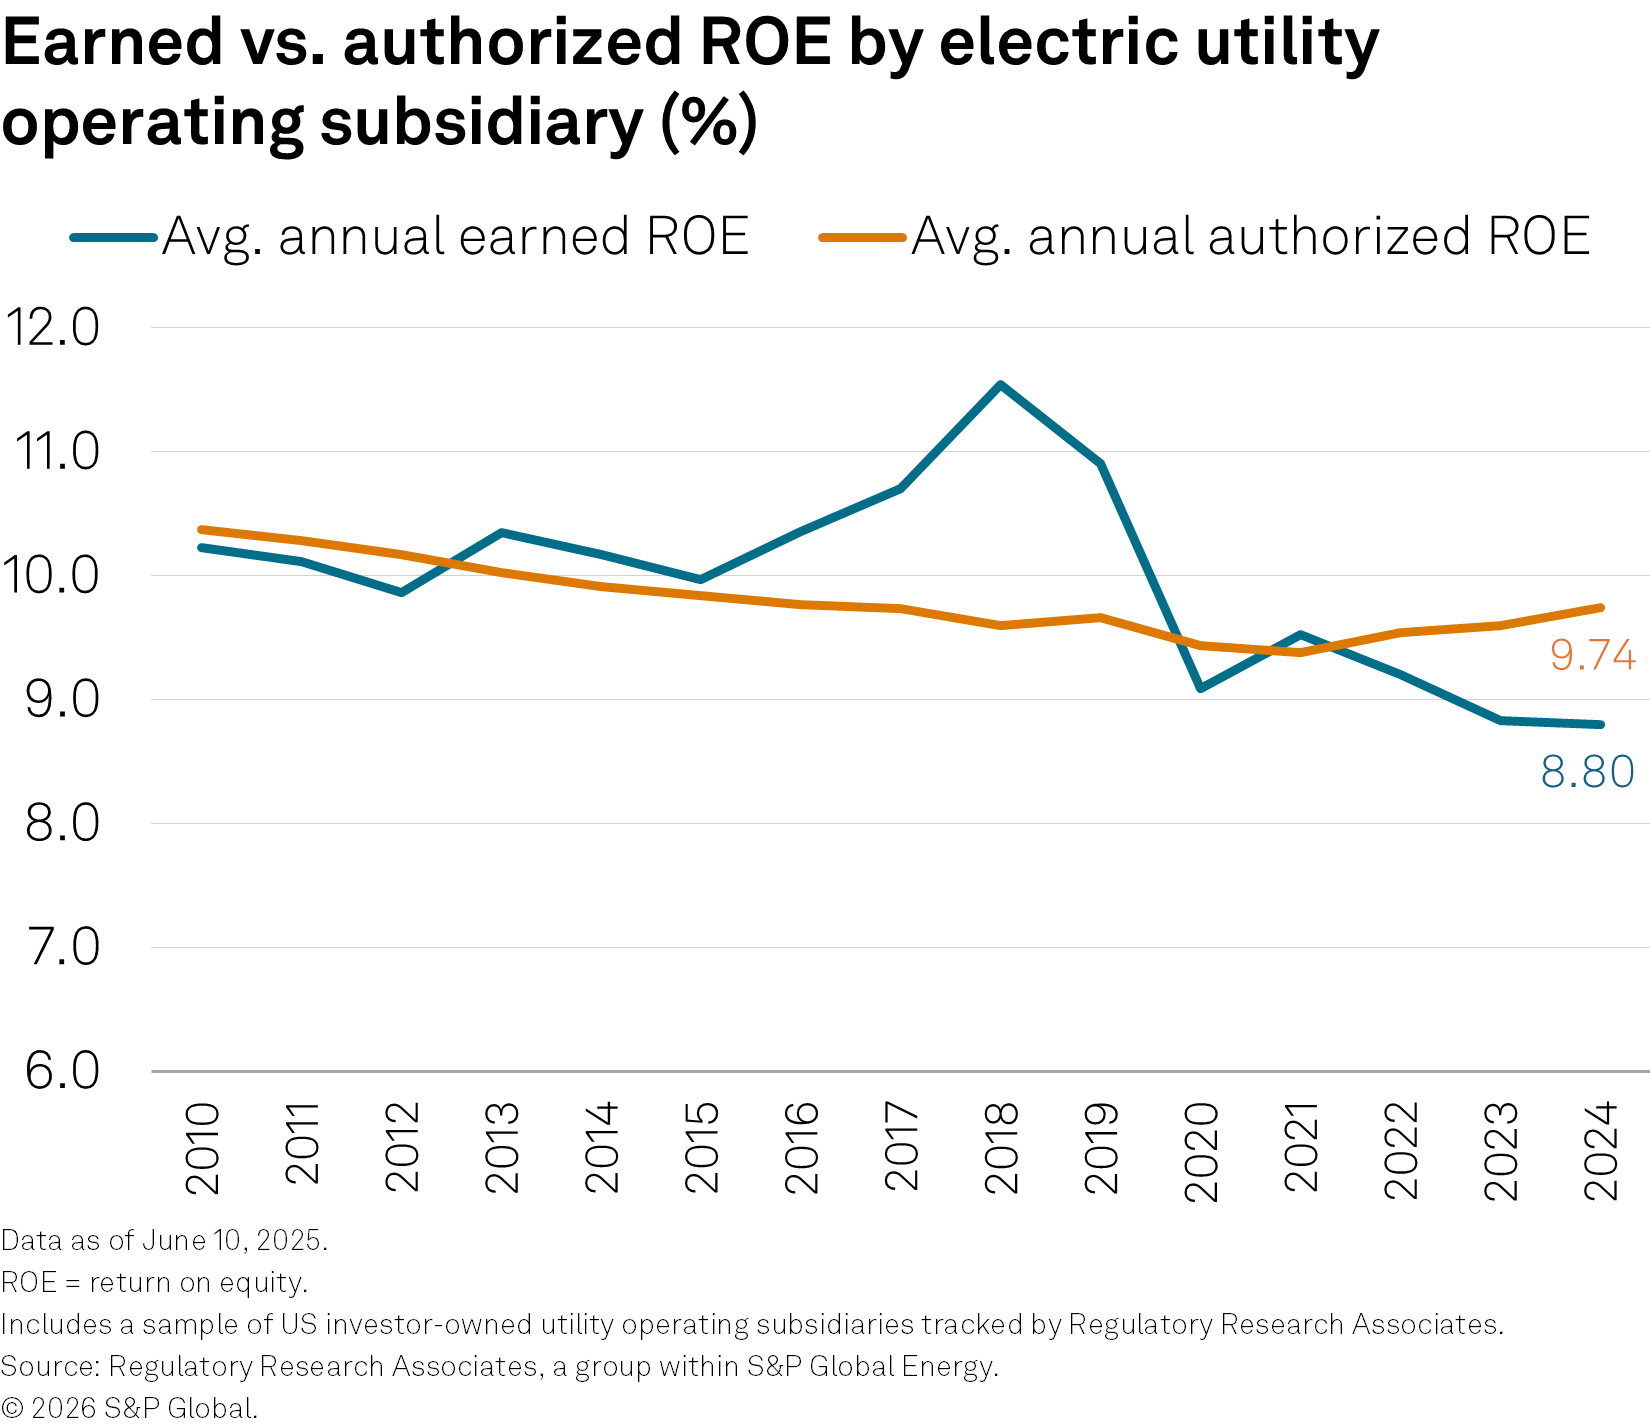 Earned vs. authorized ROE by electric utility
operating subsidiary (%)
Avg. annual earned ROE
Avg. annual authorized ROE
12.0
11.0
10.0
9.0
8.0
7.0
6.0
9.74
8.80
2010
2011
2012
2013
2014
2015
2016
2017
2018
2019
2020
2021
2022
2023
2024
Data as of June 10, 2025.
ROE = return on equity.
Includes a sample of US investor-owned utility operating subsidiaries tracked by Regulatory Research Associates.
Source: Regulatory Research Associates, a group within S&P Global Energy.
© 2026 S&P Global.